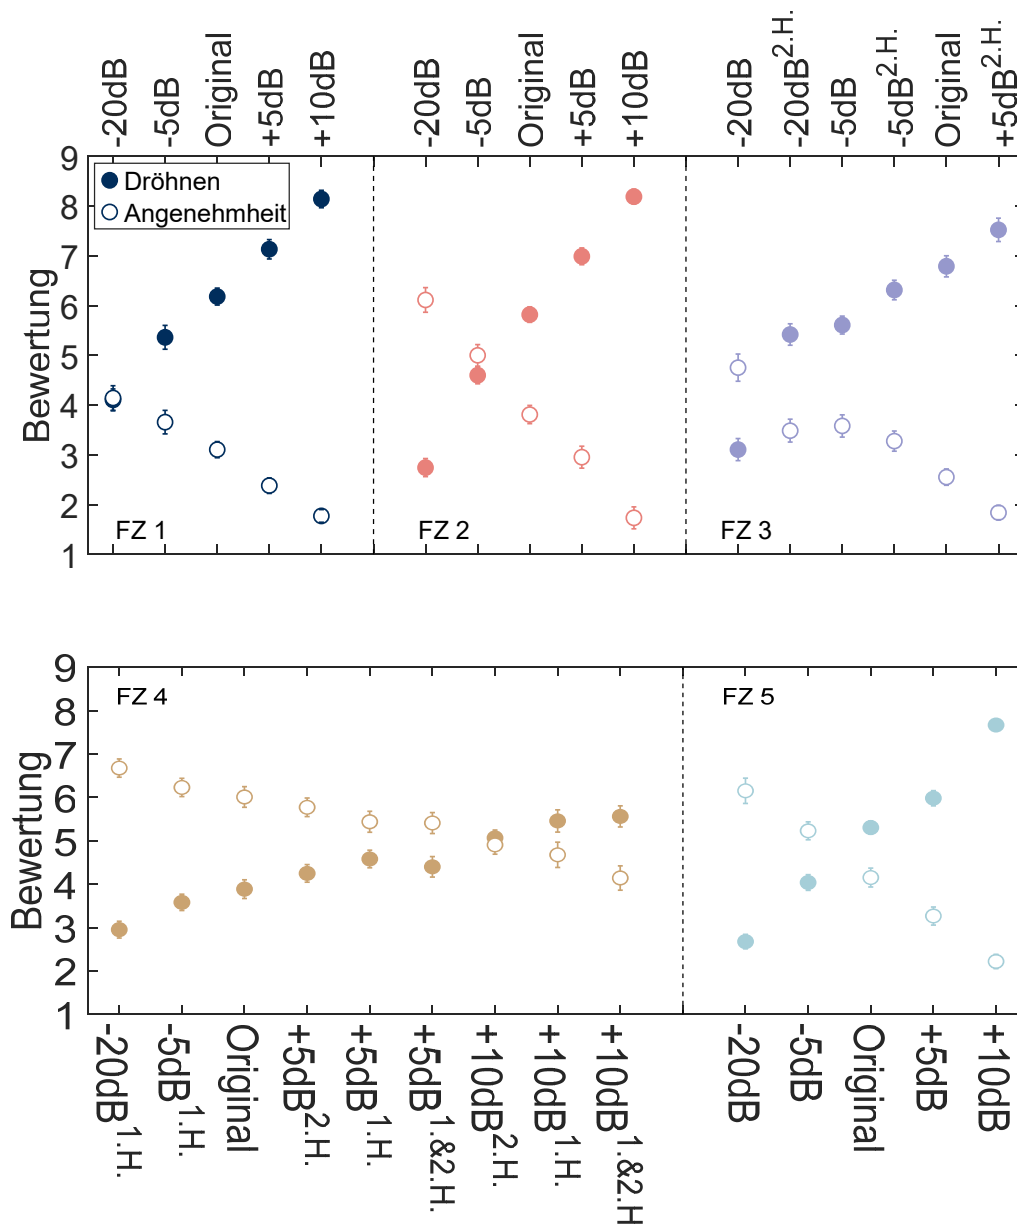 -20dB
-5dB
Original
+5dB
+10dB
-20dB
-5dB
Original
+5dB
+10dB
-20dB
-20dB2.H.
-5dB
-5dB2.H.
Original
+5dB2.H.
Bewertung
9
8
7
6
5
4
3
2
1
Dröhnen
Angenehmheit
FZ 1
FZ 2
FZ 3
Bewertung
9
8
7
6
5
4
3
2
1
FZ 4
FZ 5
-20dB1.H.
-5dB1.H.
Original
+5dB2.H.
+5dB1.H.
+5dB1.&2.H.
+10dB2.H.
+10dB1.H.
+10dB1.&2.H
-20dB
-5dB
Original
+5dB
+10dB